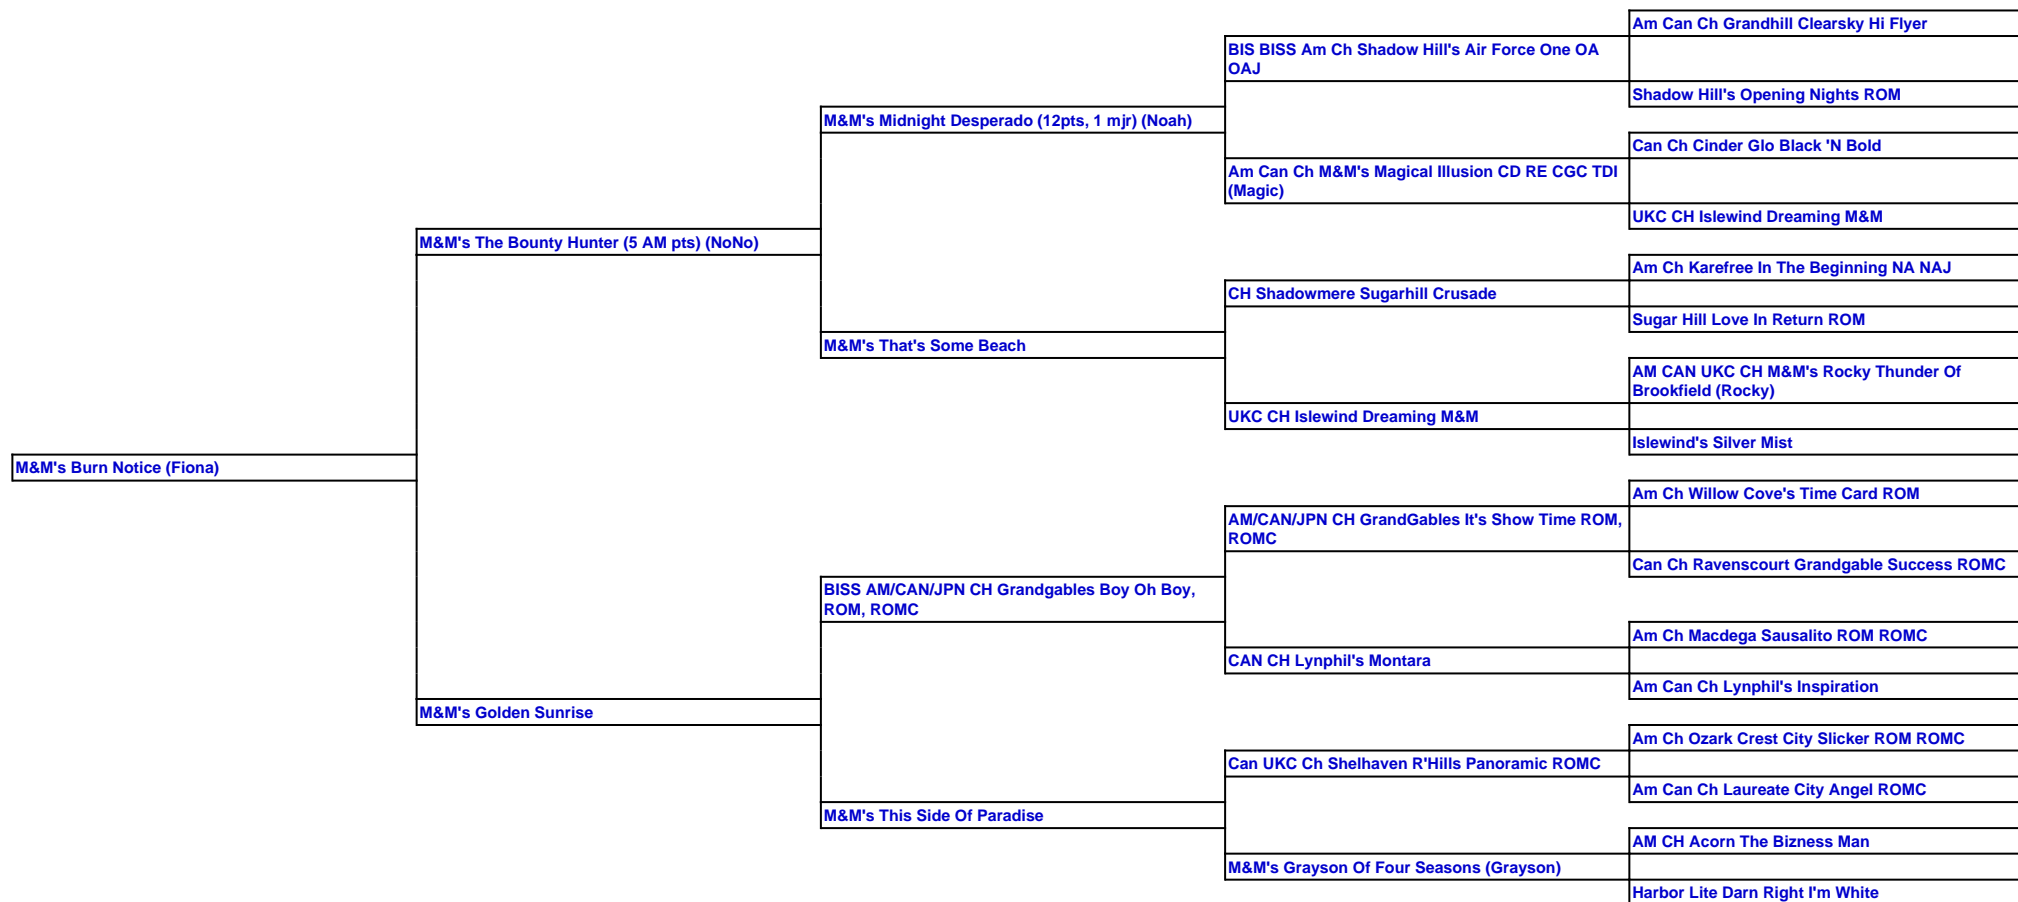 Am Can Ch Grandhill Clearsky Hi Flyer
BIS BISS Am Ch Shadow Hill's Air Force One OA
OAJ
Shadow Hill's Opening Nights ROM
M&M's Midnight Desperado (12pts, 1 mjr) (Noah)
Can Ch Cinder Glo Black 'N Bold
Am Can Ch M&M's Magical Illusion CD RE CGC TDI
(Magic)
UKC CH Islewind Dreaming M&M
M&M's The Bounty Hunter (5 AM pts) (NoNo)
Am Ch Karefree In The Beginning NA NAJ
CH Shadowmere Sugarhill Crusade
Sugar Hill Love In Return ROM
M&M's That's Some Beach
AM CAN UKC CH M&M's Rocky Thunder Of
Brookfield (Rocky)
UKC CH Islewind Dreaming M&M
Islewind's Silver Mist
M&M's Burn Notice (Fiona)
Am Ch Willow Cove's Time Card ROM
AM/CAN/JPN CH GrandGables It's Show Time ROM,
ROMC
Can Ch Ravenscourt Grandgable Success ROMC
BISS AM/CAN/JPN CH Grandgables Boy Oh Boy,
ROM, ROMC
Am Ch Macdega Sausalito ROM ROMC
CAN CH Lynphil's Montara
Am Can Ch Lynphil's Inspiration
M&M's Golden Sunrise
Am Ch Ozark Crest City Slicker ROM ROMC
Can UKC Ch Shelhaven R'Hills Panoramic ROMC
Am Can Ch Laureate City Angel ROMC
M&M's This Side Of Paradise
AM CH Acorn The Bizness Man
M&M's Grayson Of Four Seasons (Grayson)
Harbor Lite Darn Right I'm White